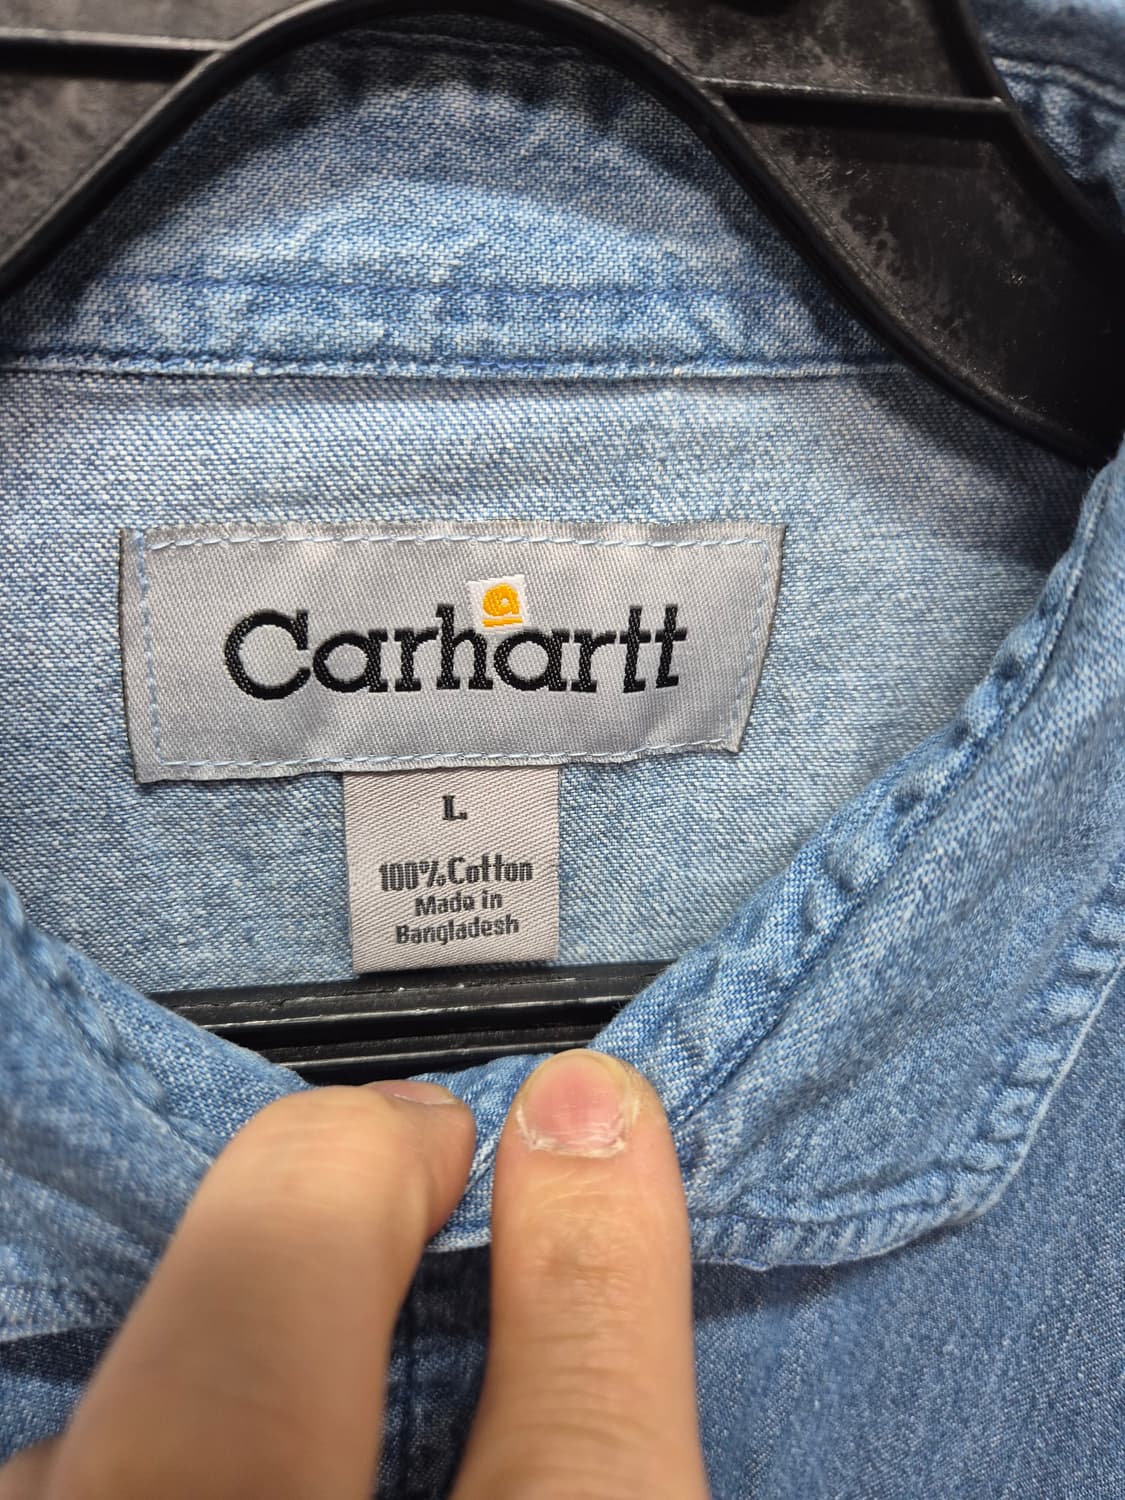 Carhartt
L
100% Cotton
Made in
Bangladesh